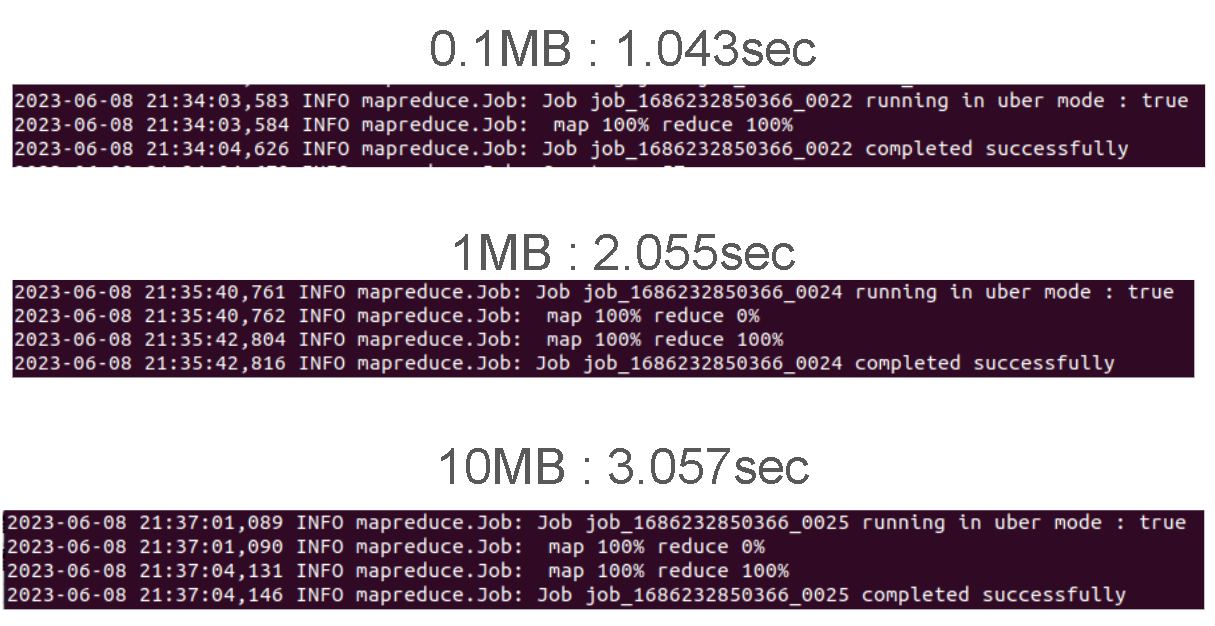 0.1MB : 1.043sec
2023-06-08 21:34:03,583 INFO mapreduce.Job: Job job_1686232850366_0022 running in uber mode : true
2023-06-08 21:34:03,584 INFO mapreduce.Job:  map 100% reduce 100%
2023-06-08 21:34:04,626 INFO mapreduce.Job: Job job_1686232850366_0022 completed successfully
1MB : 2.055sec
2023-06-08 21:35:40,761 INFO mapreduce.Job: Job job_1686232850366_0024 running in uber mode : true
2023-06-08 21:35:40,762 INFO mapreduce.Job:  map 100% reduce 0%
2023-06-08 21:35:42,804 INFO mapreduce.Job:  map 100% reduce 100%
2023-06-08 21:35:42,816 INFO mapreduce.Job: Job job_1686232850366_0024 completed successfully
10MB : 3.057sec
2023-06-08 21:37:01,089 INFO mapreduce.Job: Job job_1686232850366_0025 running in uber mode : true
2023-06-08 21:37:01,090 INFO mapreduce.Job:  map 100% reduce 0%
2023-06-08 21:37:04,131 INFO mapreduce.Job:  map 100% reduce 100%
2023-06-08 21:37:04,146 INFO mapreduce.Job: Job job_1686232850366_0025 completed successfully